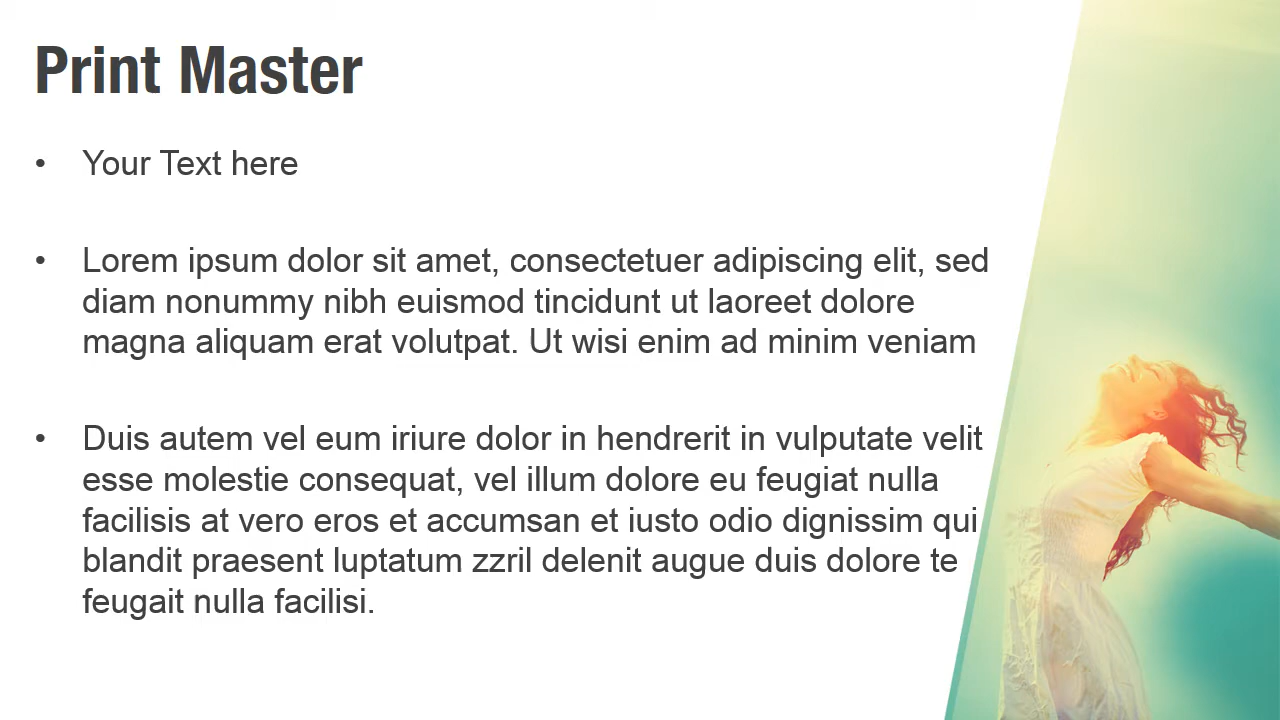 Print Master
• Your Text here
• Lorem ipsum dolor sit amet, consectetuer adipiscing elit, sed
diam nonummy nibh euismod tincidunt ut laoreet dolore
magna aliquam erat volutpat. Ut wisi enim ad minim veniam
• Duis autem vel eum iriure dolor in hendrerit in vulputate velit
esse molestie consequat, vel illum dolore eu feugiat nulla
facilisis at vero eros et accumsan et iusto odio dignissim qui
blandit praesent luptatum zzril delenit augue duis dolore te
feugait nulla facilisi.